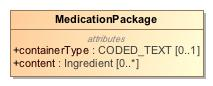 MedicationPackage
attributes
+containerType : CODED_TEXT [0..1]
+content : Ingredient [0..*]